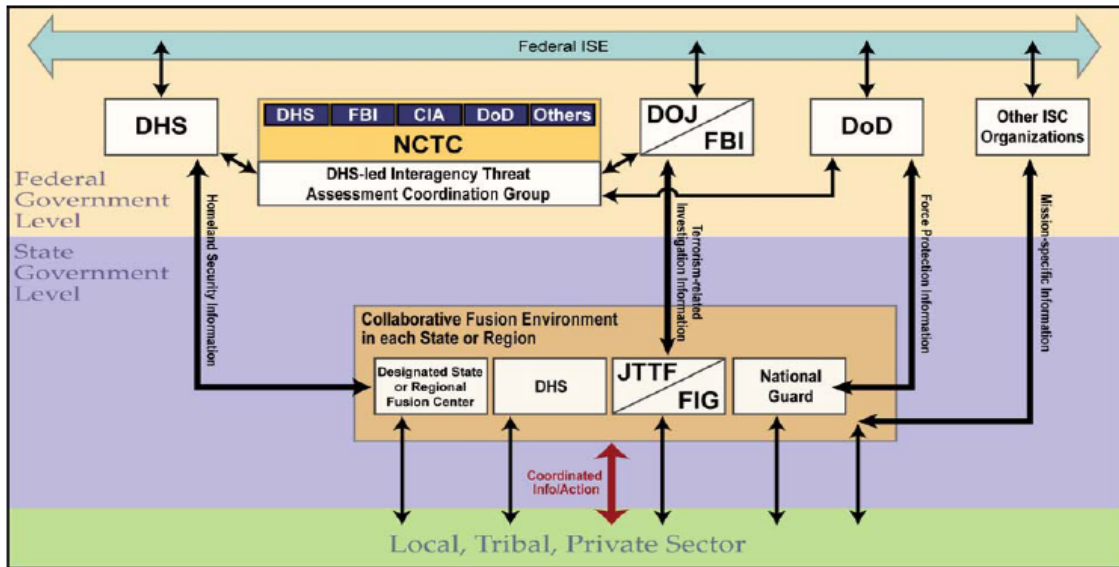 Federal ISE
DHS
DHS FBI CIA DoD Others
NCTC
DHS-led Interagency Threat
Assessment Coordination Group
DOJ
FBI
DoD
Other ISC
Organizations
Federal
Government
Level
State
Government
Level
Homeland Security Information
Terrorism-related
Investigation Information
Force Protection Information
Mission-specific Information
Collaborative Fusion Environment
in each State or Region
Designated State
or Regional
Fusion Center
DHS
JTTF
FIG
National
Guard
Coordinated
Info/Action
Local, Tribal, Private Sector